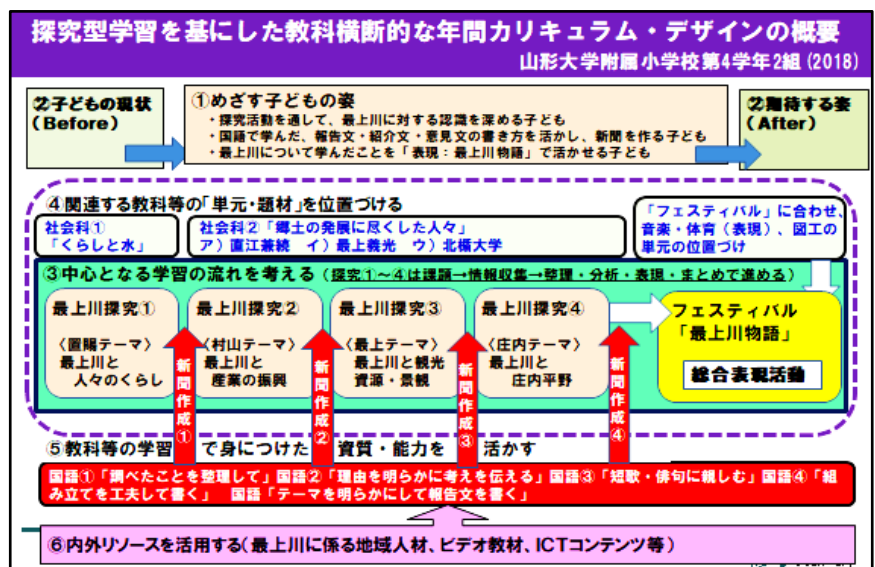 探究型学習を基にした教科横断的な年間カリキュラム・デザインの概要
山形大学附属小学校第4学年2組(2018)
②子どもの現状
(Before)
①めざす子どもの姿
・探究活動を通して、最上川に対する認識を深める子ども
・国語で学んだ、報告文・紹介文・意見文の書き方を活かし、新聞を作る子ども
・最上川について学んだことを「表現:最上川物語」で活かせる子ども
②期待する姿
(After)
④関連する教科等の「単元・題材」を位置づける
社会科①
「くらしと水」
社会科②「郷土の発展に尽くした人々」
ア)直江兼続 イ)最上義光 ウ)北楯大学
「フェスティバル」に合わせ、
音楽・体育(表現)、図工の
単元の位置づけ
③中心となる学習の流れを考える(探究①~④は課題→情報収集→整理・分析・表現・まとめで進める)
最上川探究①
〈置賜テーマ〉
最上川と
人々のくらし
新聞作成①
最上川探究②
〈村山テーマ〉
最上川と
産業の振興
新聞作成②
最上川探究③
〈最上テーマ〉
最上川と観光
資源・景観
新聞作成③
最上川探究④
〈庄内テーマ〉
最上川と
庄内平野
新聞作成④
フェスティバル
「最上川物語」
総合表現活動
⑤教科等の学習 で身につけた 資質・能力を 活かす
国語①「調べたことを整理して」国語②「理由を明らかに考えを伝える」国語③「短歌・俳句に親しむ」国語④「組
み立てを工夫して書く」 国語「テーマを明らかにして報告文を書く」
⑥内外リソースを活用する(最上川に係る地域人材、ビデオ教材、ICTコンテンツ等)